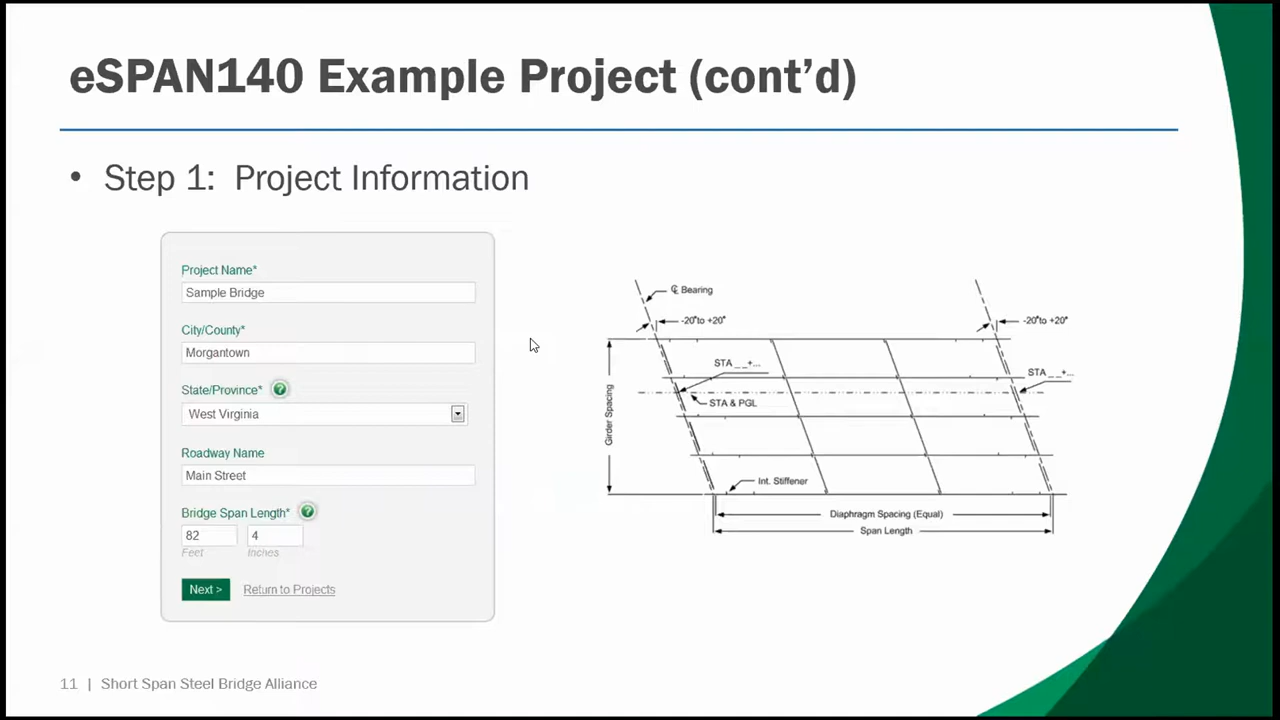 eSPAN140 Example Project (cont’d)
• Step 1: Project Information
Project Name*
Sample Bridge
City/County*
Morgantown
State/Province* ?
West Virginia
Roadway Name
Main Street
Bridge Span Length* ?
82 4
Feet Inches
Next > Return to Projects
℄ Bearing
-20°to +20° -20°to +20°
STA _ _+...
STA _ _+...
STA & PGL
Girder Spacing
Int. Stiffener
Diaphragm Spacing (Equal)
Span Length
11 | Short Span Steel Bridge Alliance